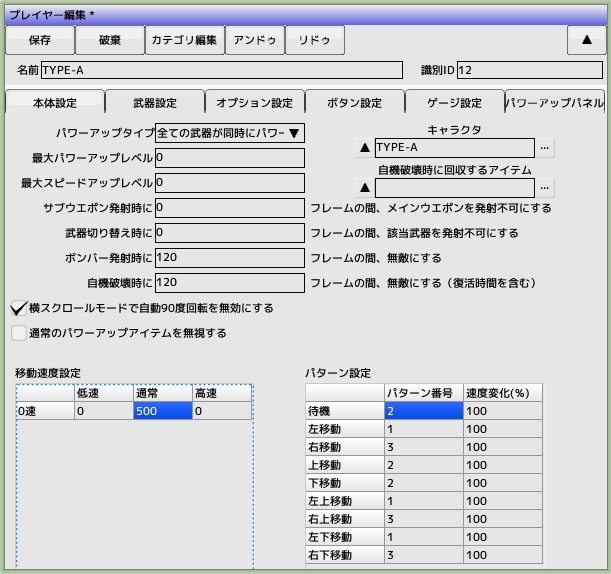 プレイヤー編集 *
保存 破棄 カテゴリ編集 アンドゥ リドゥ ▲
名前 TYPE-A 識別ID 12
本体設定 武器設定 オプション設定 ボタン設定 ゲージ設定 パワーアップパネル
パワーアップタイプ 全ての武器が同時にパワー ▼
最大パワーアップレベル 0
最大スピードアップレベル 0
キャラクタ
▲ TYPE-A ...
自機破壊時に回収するアイテム
▲ ...
サブウエポン発射時に 0 フレームの間、メインウエポンを発射不可にする
武器切り替え時に 0 フレームの間、該当武器を発射不可にする
ボンバー発射時に 120 フレームの間、無敵にする
自機破壊時に 120 フレームの間、無敵にする（復活時間を含む）
横スクロールモードで自動90度回転を無効にする
通常のパワーアップアイテムを無視する
移動速度設定
低速 通常 高速
0速 0 500 0
パターン設定
パターン番号 速度変化(%)
待機 2 100
左移動 1 100
右移動 3 100
上移動 2 100
下移動 2 100
左上移動 1 100
右上移動 3 100
左下移動 1 100
右下移動 3 100